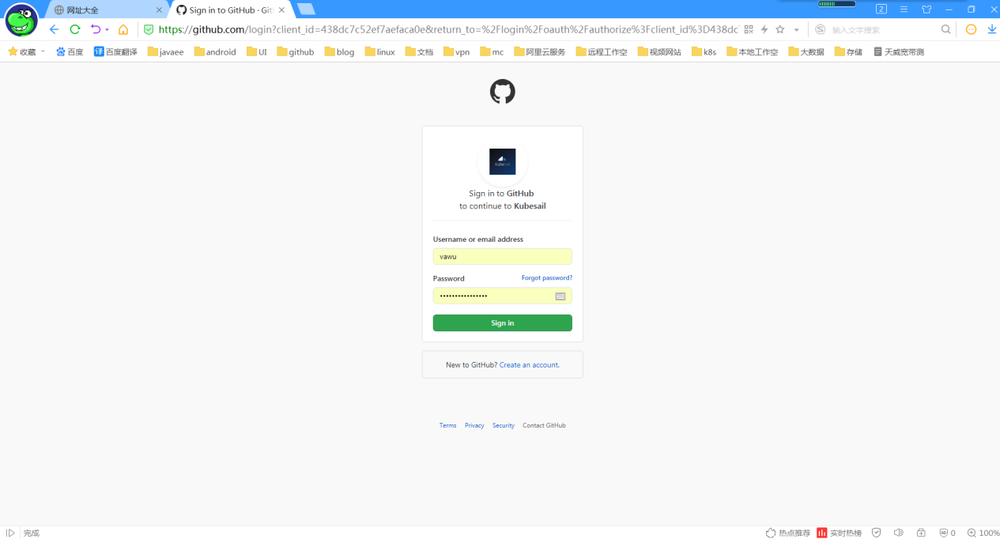 网址大全
Sign in to GitHub · Git
2
https://github.com/login?client_id=438dc7c52ef7aefaca0e&return_to=%2Flogin%2Foauth%2Fauthorize%3Fclient_id%3D438dc
输入文字搜索
收藏 百度 译 百度翻译 javaee android UI github blog linux 文档 vpn mc 阿里云服务 远程工作空 视频网站 k8s 本地工作空 大数据 存储 天威宽带测
Kubesail
Sign in to GitHub
to continue to Kubesail
Username or email address
vawu
Password Forgot password?
••••••••••••••••
Sign in
New to GitHub? Create an account.
Terms Privacy Security Contact GitHub
完成 热点推荐 实时热榜 0 100%